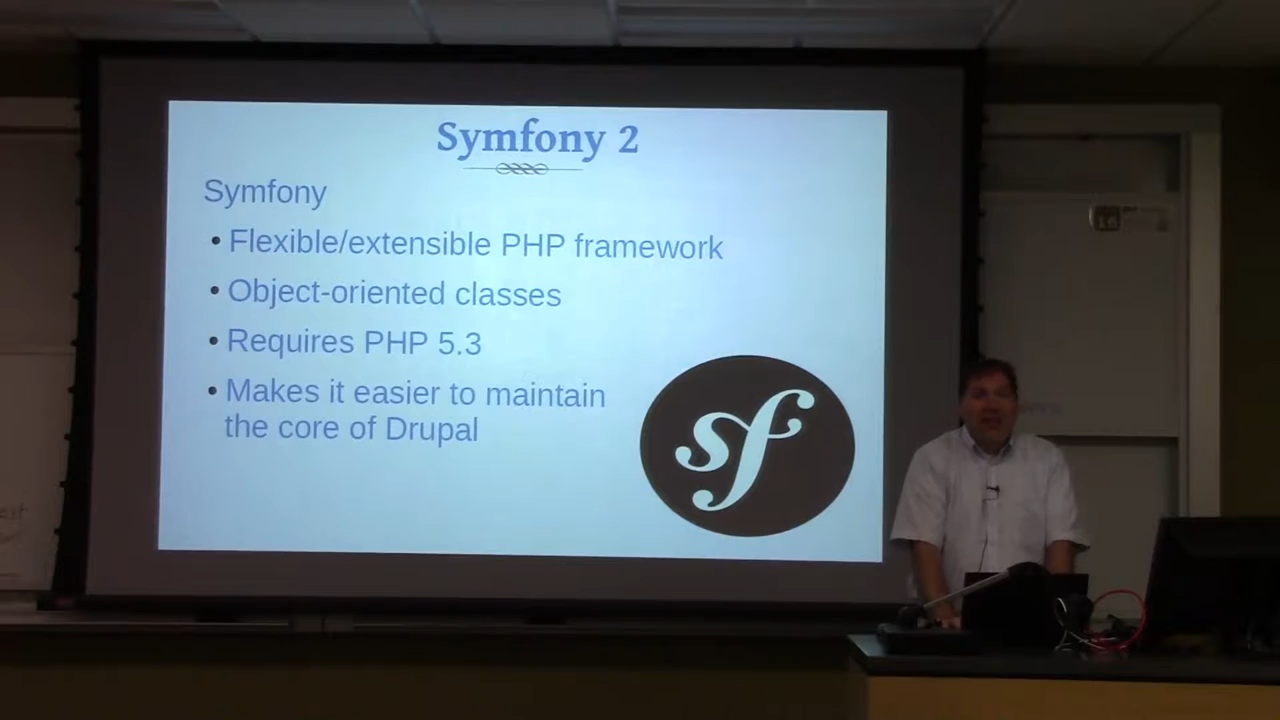 Symfony 2
Symfony
• Flexible/extensible PHP framework
• Object-oriented classes
• Requires PHP 5.3
• Makes it easier to maintain
the core of Drupal
sf